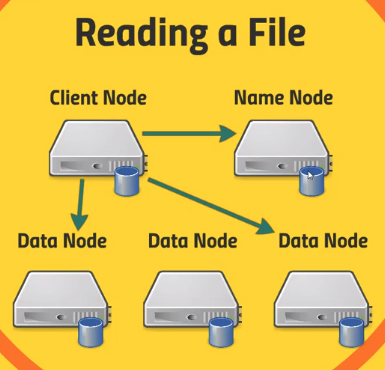 Reading a File
Client Node
Name Node
Data Node
Data Node
Data Node